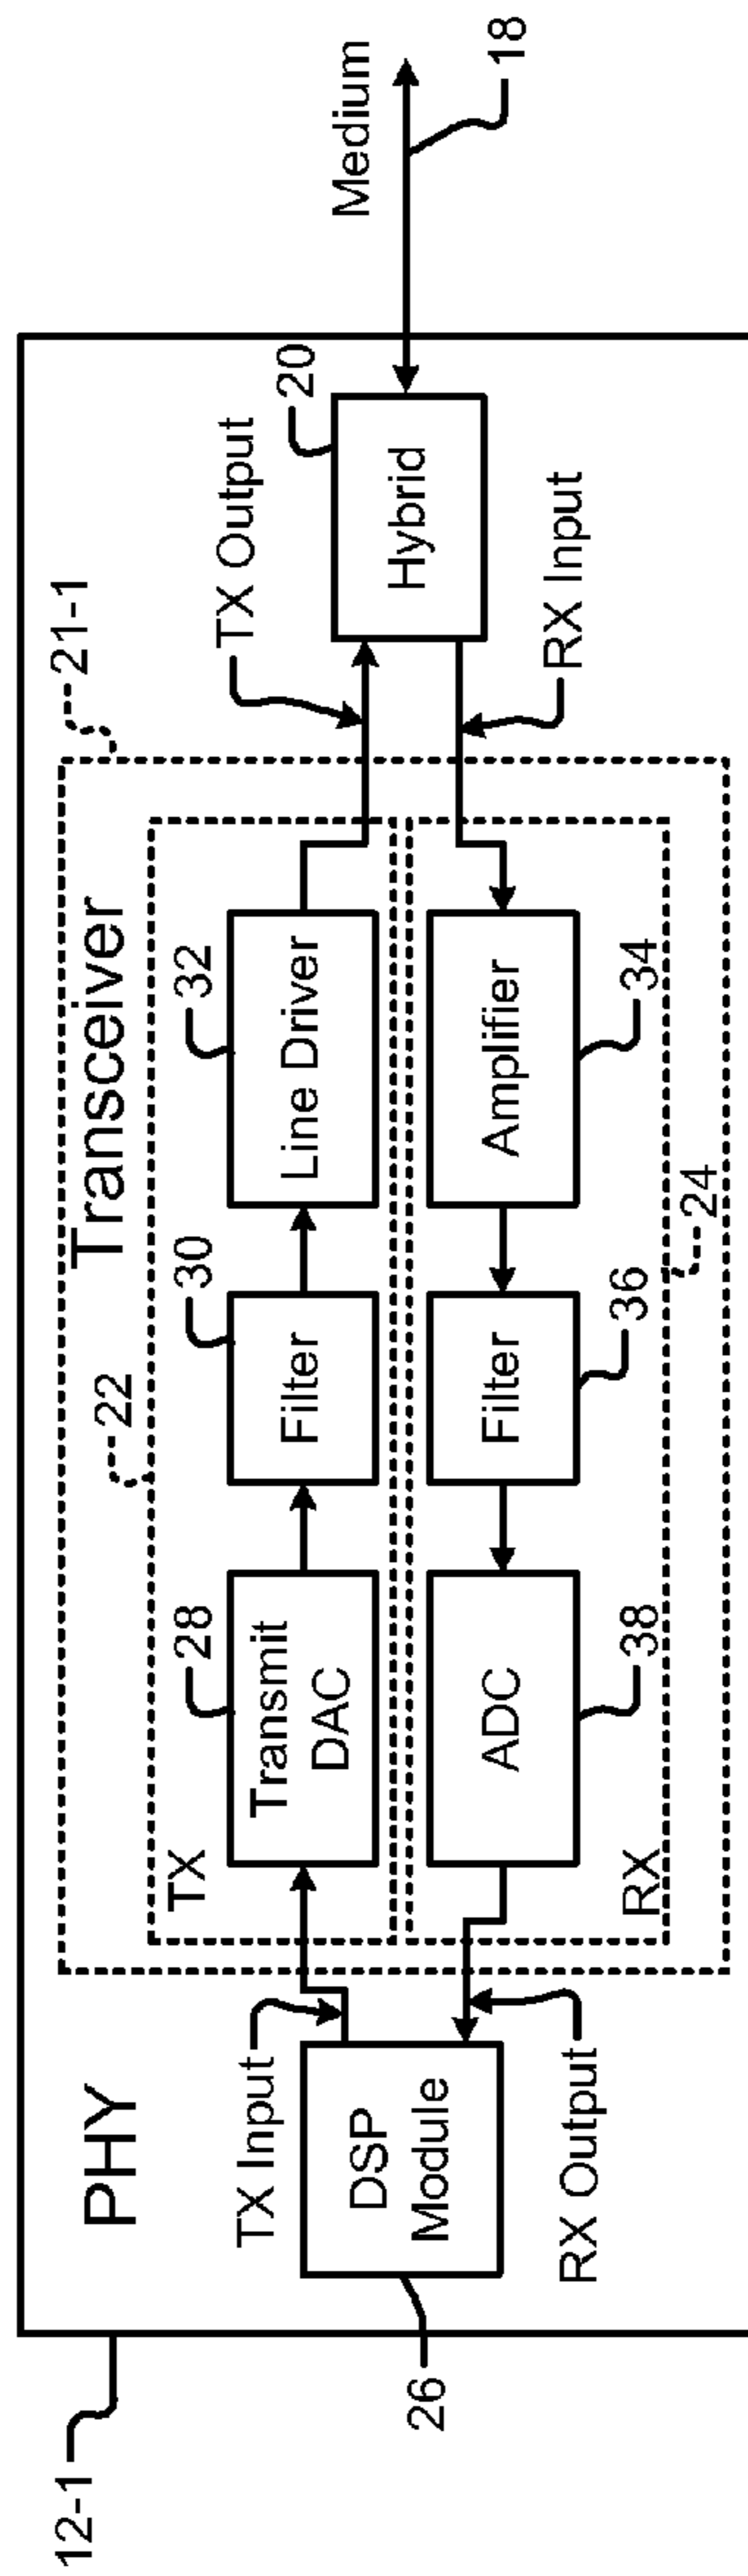 12-1
PHY
Transceiver
21-1
22
TX
28
30
32
TX Output
20
Medium
18
TX Input
Transmit
DAC
Filter
Line Driver
Hybrid
DSP
Module
26
RX Output
ADC
Filter
Amplifier
RX Input
RX
38
36
34
24